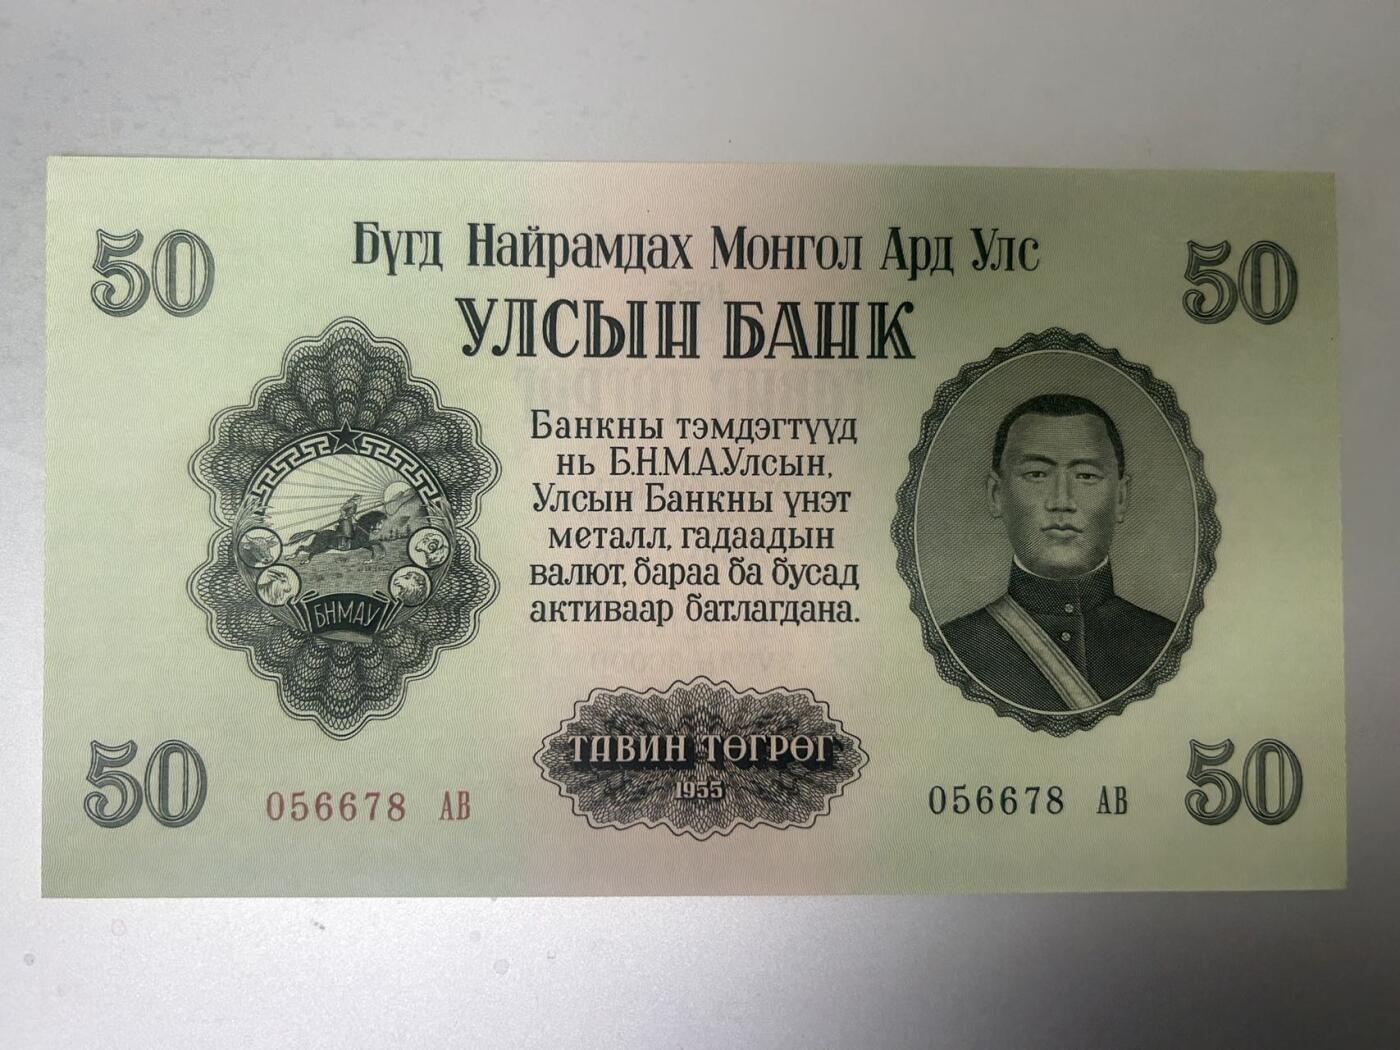 50
Бүгд Найрамдах Монгол Ард Улс
50
УЛСЫН БАНК
Банкны тэмдэгтүүд
нь Б.Н.М.А.Улсын,
Улсын Банкны үнэт
металл, гадаадын
валют, бараа ба бусад
активаар батлагдана.
БНМАУ
ТАВИН ТӨГРӨГ
1955
50
056678 АВ
056678 АВ
50